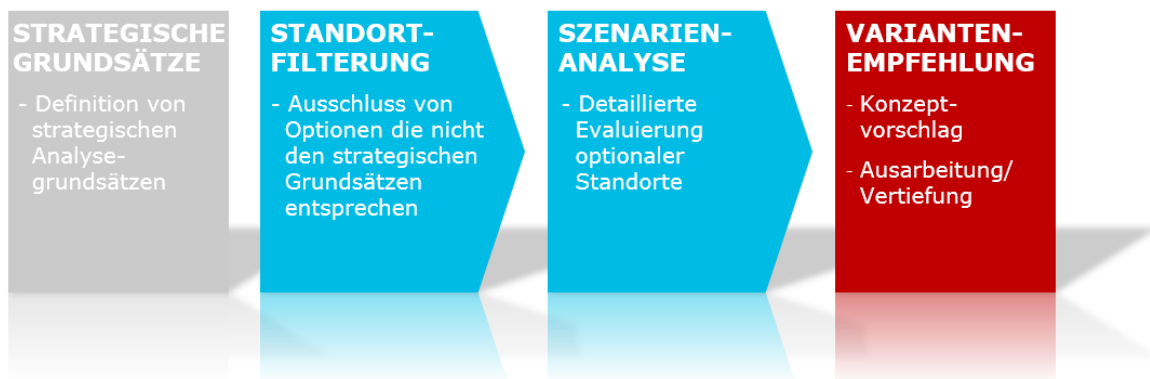 STRATEGISCHE
GRUNDSÄTZE
- Definition von
strategischen
Analyse-
grundsätzen
STANDORT-
FILTERUNG
- Ausschluss von
Optionen die nicht
den strategischen
Grundsätzen
entsprechen
SZENARIEN-
ANALYSE
- Detaillierte
Evaluierung
optionaler
Standorte
VARIANTEN-
EMPFEHLUNG
- Konzept-
vorschlag
- Ausarbeitung/
Vertiefung